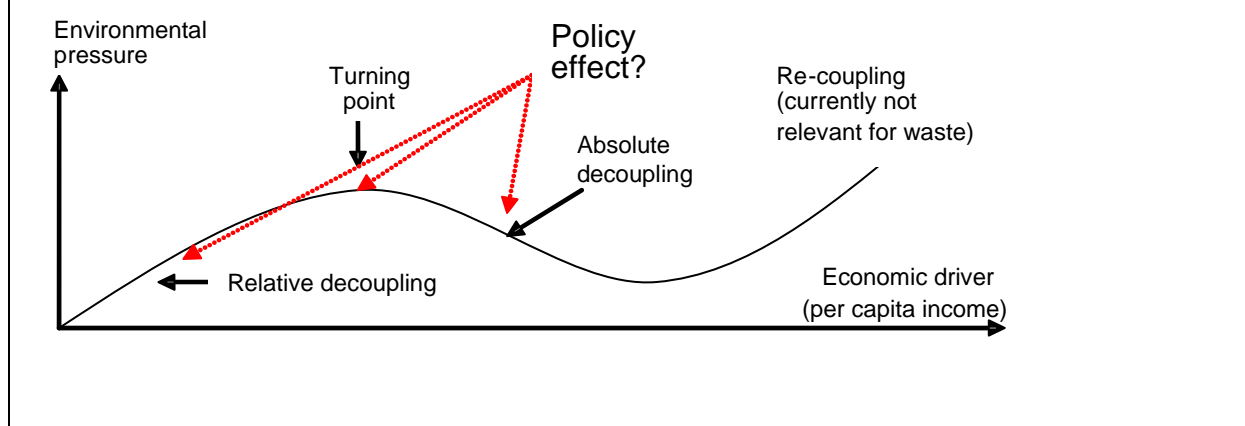 Environmental
pressure
Policy
effect?
Turning
point
Re-coupling
(currently not
relevant for waste)
Absolute
decoupling
Relative decoupling
Economic driver
(per capita income)